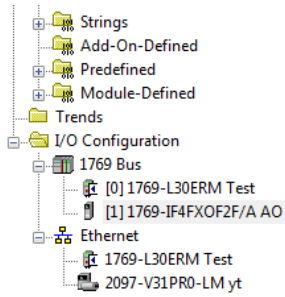 Strings
Add-On-Defined
Predefined
Module-Defined
Trends
I/O Configuration
1769 Bus
[0] 1769-L30ERM Test
[1] 1769-IF4FXOF2F/A AO
Ethernet
1769-L30ERM Test
2097-V31PR0-LM yt